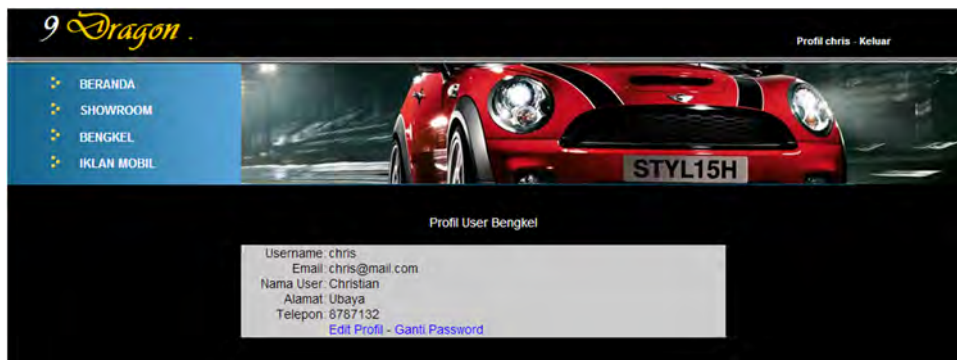 9 Dragon .
Profil chris - Keluar
BERANDA
SHOWROOM
BENGKEL
IKLAN MOBIL
STYL15H
Profil User Bengkel
Username: chris
Email: chris@mail.com
Nama User: Christian
Alamat: Ubaya
Telepon: 8787132
Edit Profil - Ganti Password